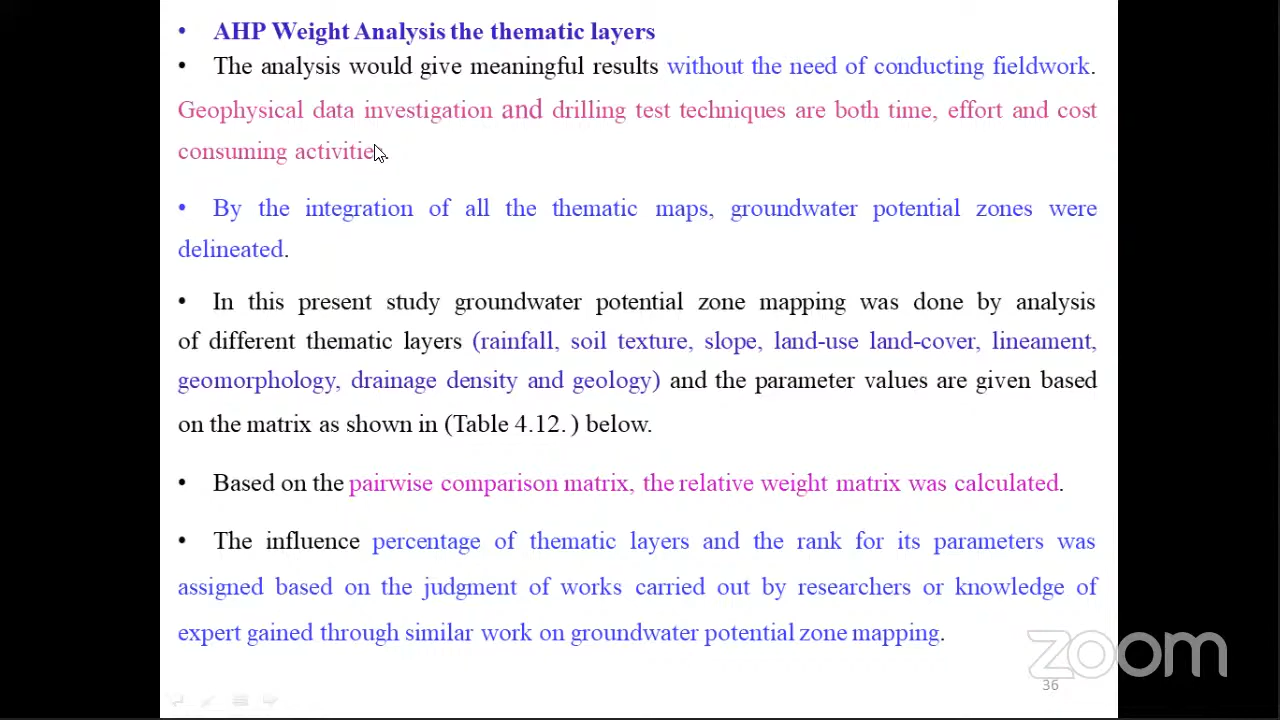 • AHP Weight Analysis the thematic layers
• The analysis would give meaningful results without the need of conducting fieldwork.
Geophysical data investigation and drilling test techniques are both time, effort and cost
consuming activities.
• By the integration of all the thematic maps, groundwater potential zones were
delineated.
• In this present study groundwater potential zone mapping was done by analysis
of different thematic layers (rainfall, soil texture, slope, land-use land-cover, lineament,
geomorphology, drainage density and geology) and the parameter values are given based
on the matrix as shown in (Table 4.12. ) below.
• Based on the pairwise comparison matrix, the relative weight matrix was calculated.
• The influence percentage of thematic layers and the rank for its parameters was
assigned based on the judgment of works carried out by researchers or knowledge of
expert gained through similar work on groundwater potential zone mapping.
zoom
36